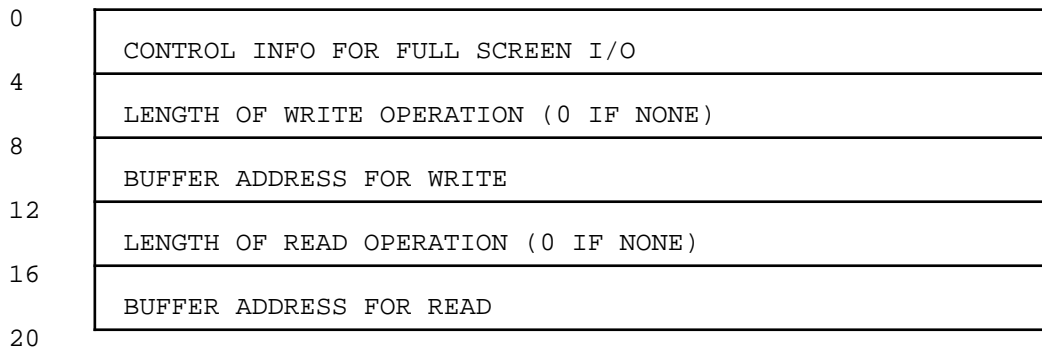 0
CONTROL INFO FOR FULL SCREEN I/O
4
LENGTH OF WRITE OPERATION (0 IF NONE)
8
BUFFER ADDRESS FOR WRITE
12
LENGTH OF READ OPERATION (0 IF NONE)
16
BUFFER ADDRESS FOR READ
20